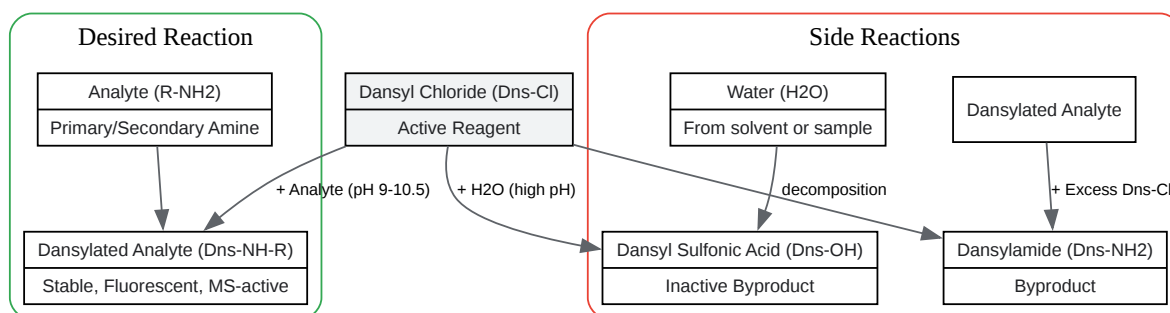 Desired Reaction
Side Reactions
Analyte (R-NH2)
Primary/Secondary Amine
Dansyl Chloride (Dns-Cl)
Active Reagent
Water (H2O)
From solvent or sample
Dansylated Analyte
+ Analyte (pH 9-10.5)
+ H2O (high pH)
decomposition
+ Excess Dns-Cl
Dansylated Analyte (Dns-NH-R)
Stable, Fluorescent, MS-active
Dansyl Sulfonic Acid (Dns-OH)
Inactive Byproduct
Dansylamide (Dns-NH2)
Byproduct